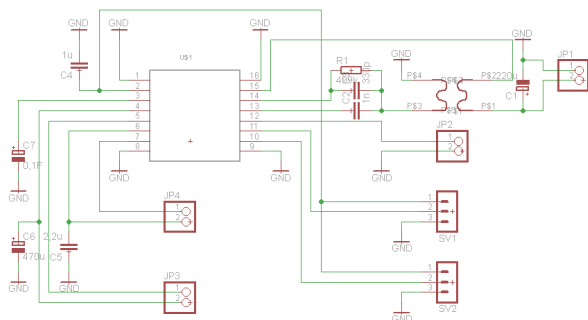 GND
GND
GND
GND
1u
C4
U$1
1
2
3
4
5
6
7
8
16
15
14
13
12
11
10
9
R1
C2
1n
330p
P$4
P$3
P$2
P$1
220u
C1
JP1
1
2
JP2
1
2
GND
C7
0,1F
GND
GND
GND
JP4
1
2
C6
470u
GND
2,2u
C5
GND
JP3
1
2
1
2
3
SV1
GND
1
2
3
SV2
GND